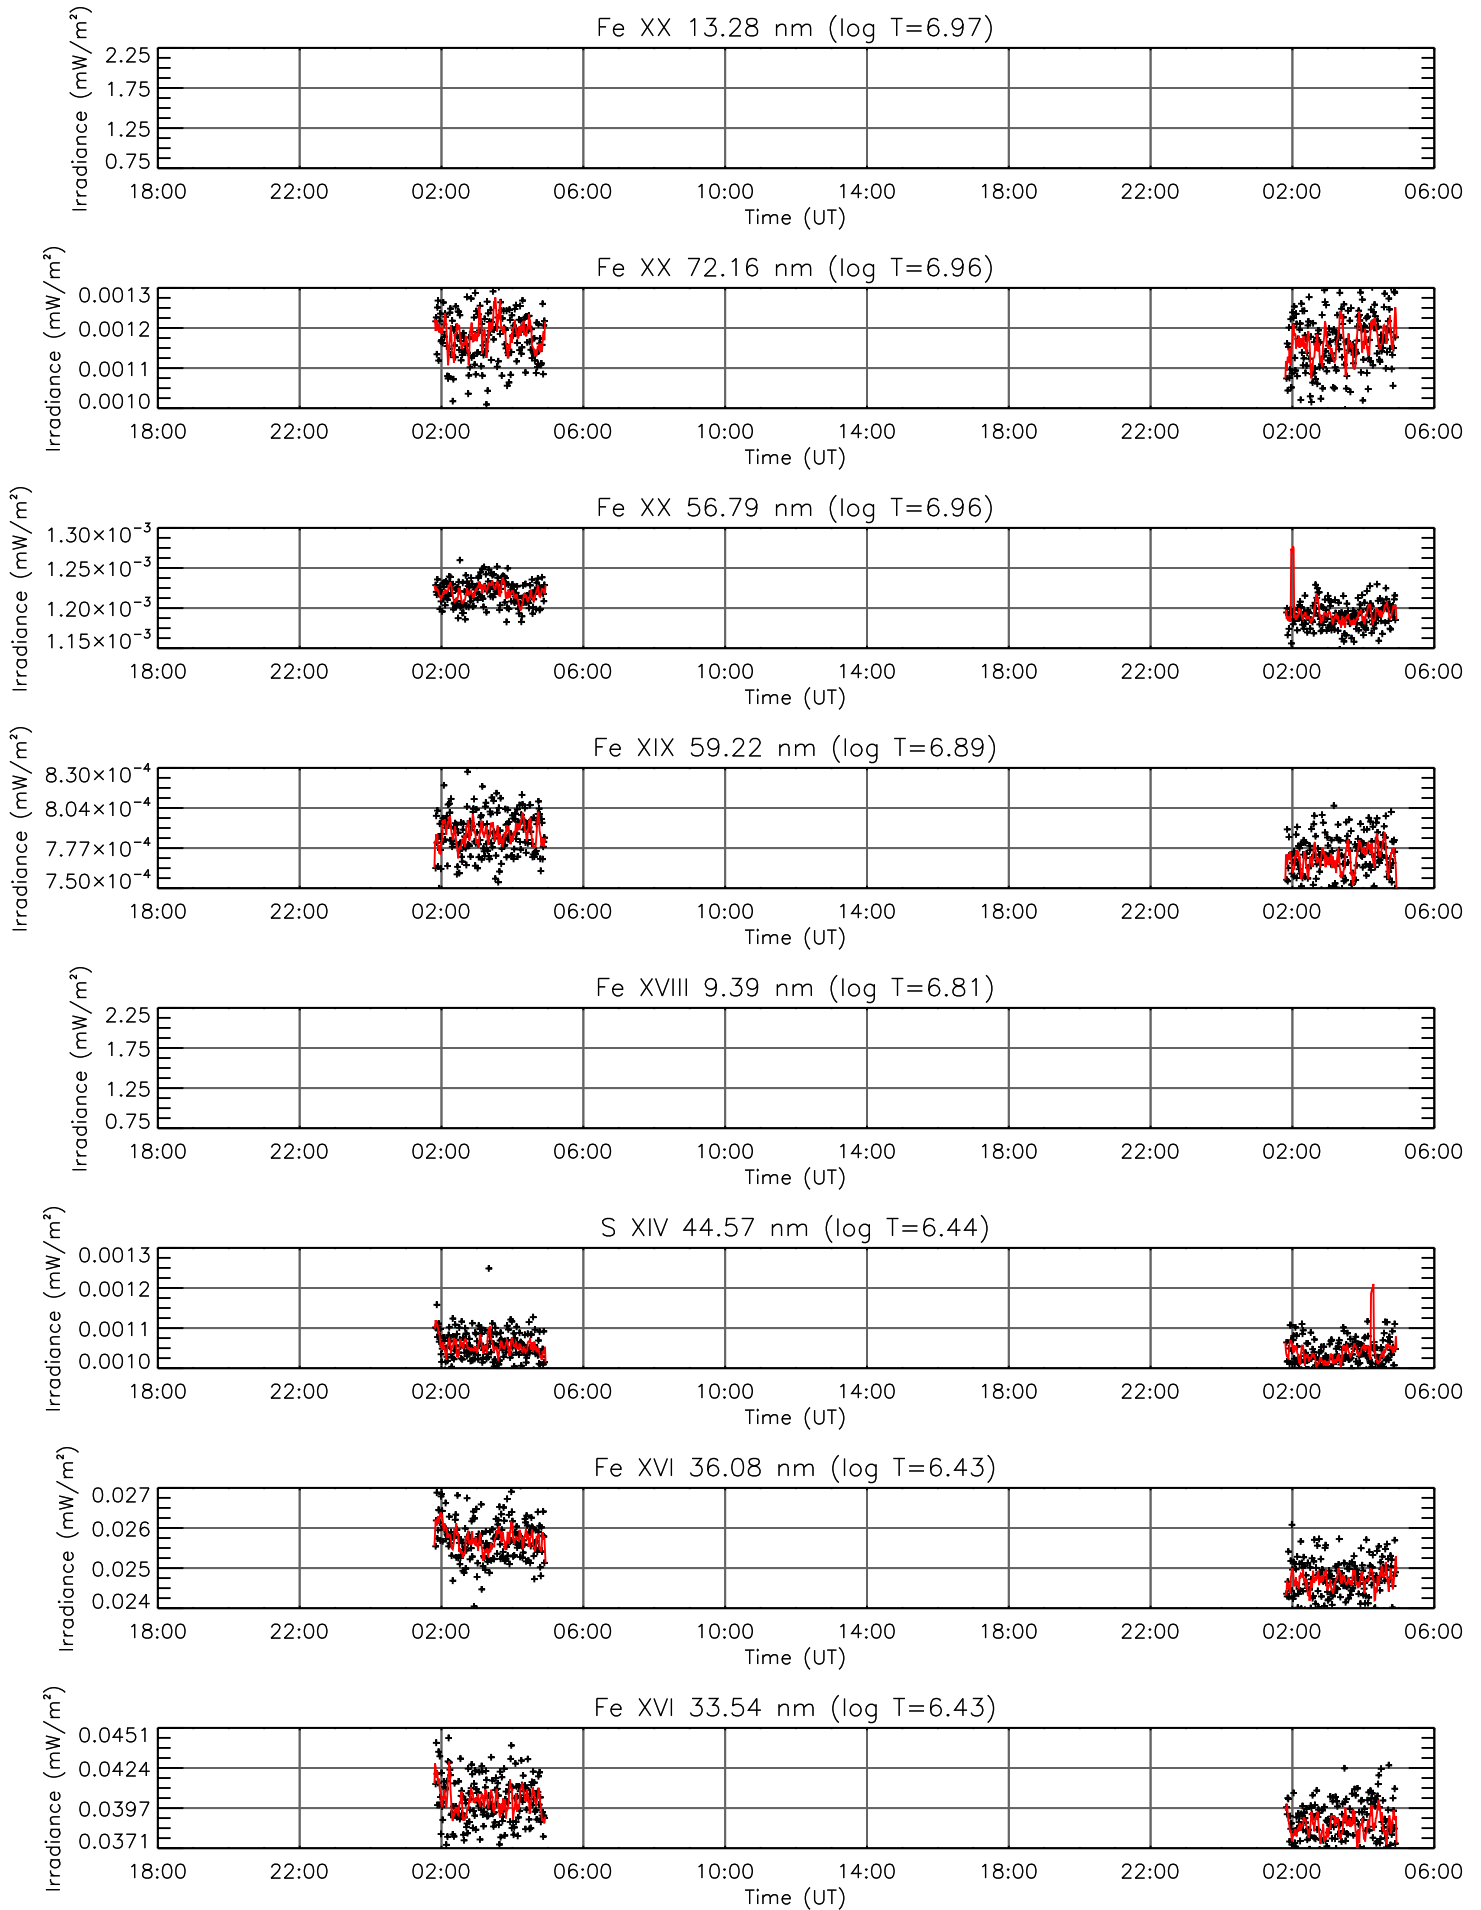 Fe XX 13.28 nm (log T=6.97)
Irradiance (mW/m²)
2.25
1.75
1.25
0.75
18:00 22:00 02:00 06:00 10:00 14:00 18:00 22:00 02:00 06:00
Time (UT)
Fe XX 72.16 nm (log T=6.96)
Irradiance (mW/m²)
0.0013
0.0012
0.0011
0.0010
18:00 22:00 02:00 06:00 10:00 14:00 18:00 22:00 02:00 06:00
Time (UT)
Fe XX 56.79 nm (log T=6.96)
Irradiance (mW/m²)
1.30×10⁻³
1.25×10⁻³
1.20×10⁻³
1.15×10⁻³
18:00 22:00 02:00 06:00 10:00 14:00 18:00 22:00 02:00 06:00
Time (UT)
Fe XIX 59.22 nm (log T=6.89)
Irradiance (mW/m²)
8.30×10⁻⁴
8.04×10⁻⁴
7.77×10⁻⁴
7.50×10⁻⁴
18:00 22:00 02:00 06:00 10:00 14:00 18:00 22:00 02:00 06:00
Time (UT)
Fe XVIII 9.39 nm (log T=6.81)
Irradiance (mW/m²)
2.25
1.75
1.25
0.75
18:00 22:00 02:00 06:00 10:00 14:00 18:00 22:00 02:00 06:00
Time (UT)
S XIV 44.57 nm (log T=6.44)
Irradiance (mW/m²)
0.0013
0.0012
0.0011
0.0010
18:00 22:00 02:00 06:00 10:00 14:00 18:00 22:00 02:00 06:00
Time (UT)
Fe XVI 36.08 nm (log T=6.43)
Irradiance (mW/m²)
0.027
0.026
0.025
0.024
18:00 22:00 02:00 06:00 10:00 14:00 18:00 22:00 02:00 06:00
Time (UT)
Fe XVI 33.54 nm (log T=6.43)
Irradiance (mW/m²)
0.0451
0.0424
0.0397
0.0371
18:00 22:00 02:00 06:00 10:00 14:00 18:00 22:00 02:00 06:00
Time (UT)